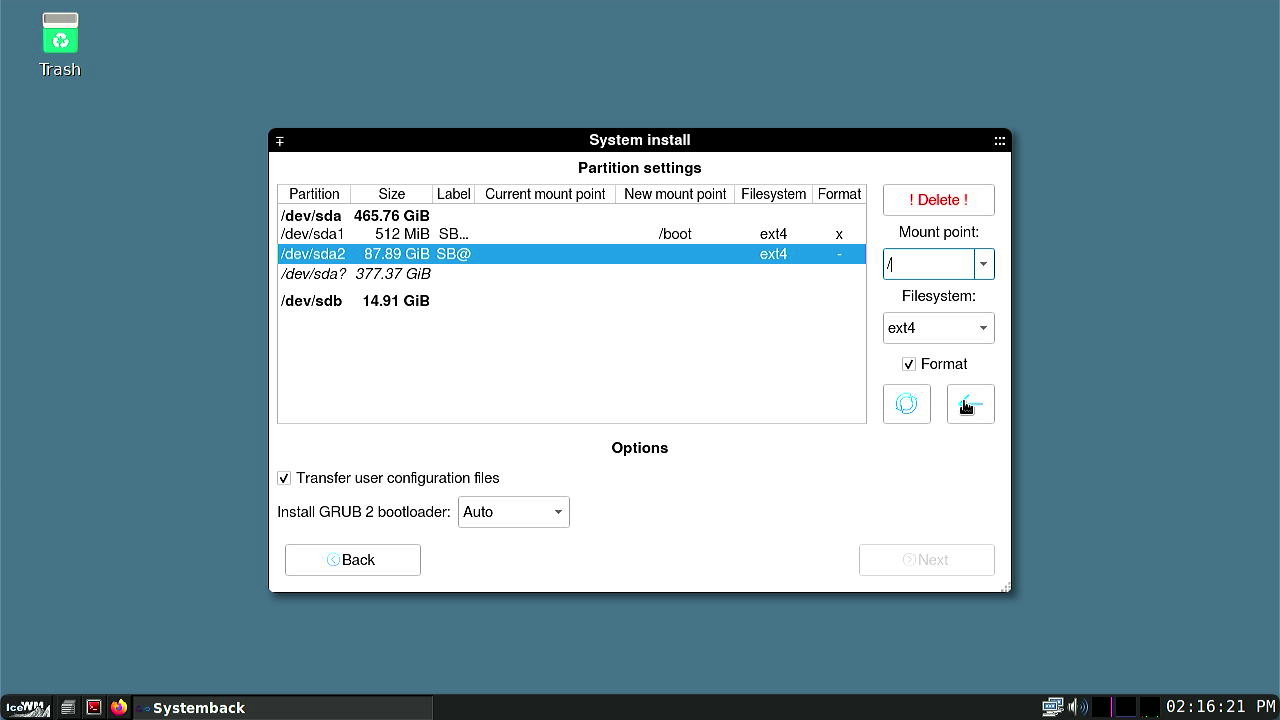 Trash
System install
Partition settings
Partition Size Label Current mount point New mount point Filesystem Format
/dev/sda 465.76 GiB
/dev/sda1 512 MiB SB... /boot ext4 x
/dev/sda2 87.89 GiB SB@ ext4 -
/dev/sda? 377.37 GiB
/dev/sdb 14.91 GiB
! Delete !
Mount point:
/
Filesystem:
ext4
Format
Options
Transfer user configuration files
Install GRUB 2 bootloader: Auto
Back
Next
IceWM
Systemback
02:16:21 PM